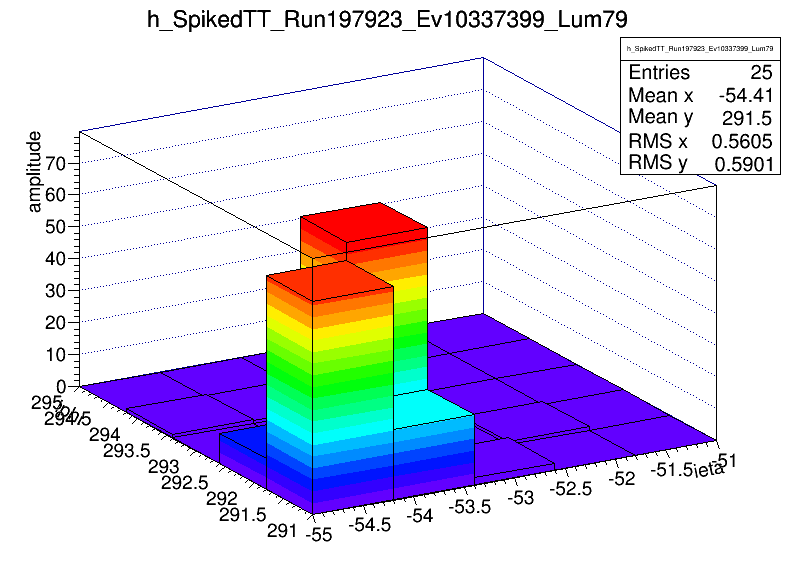 h_SpikedTT_Run197923_Ev10337399_Lum79
h_SpikedTT_Run197923_Ev10337399_Lum79
Entries 25
Mean x -54.41
Mean y 291.5
RMS x 0.5605
RMS y 0.5901
amplitude
70
60
50
40
30
20
10
0
295
294.5
294
293.5
293
292.5
292
291.5
291
-55
-54.5
-54
-53.5
-53
-52.5
-52
-51.5
-51
ieta